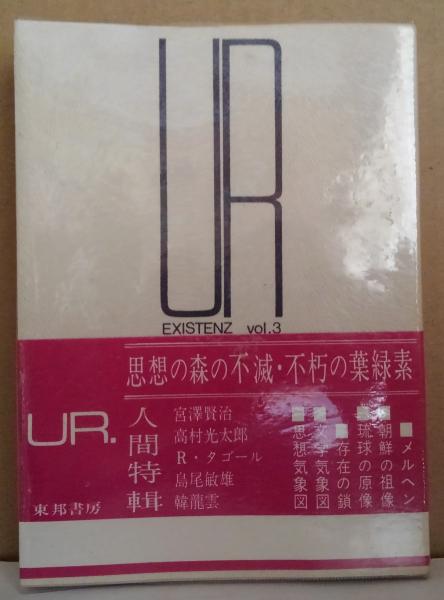 UR
EXISTENZ vol.3
思想の森の不滅・不朽の葉緑素
UR.
東邦書房
人間特輯
宮澤賢治
高村光太郎
R・タゴール
島尾敏雄
韓龍雲
■メルヘン
■朝鮮の祖像
■琉球の原像
■存在の鎖
■文学気象図
■思想気象図